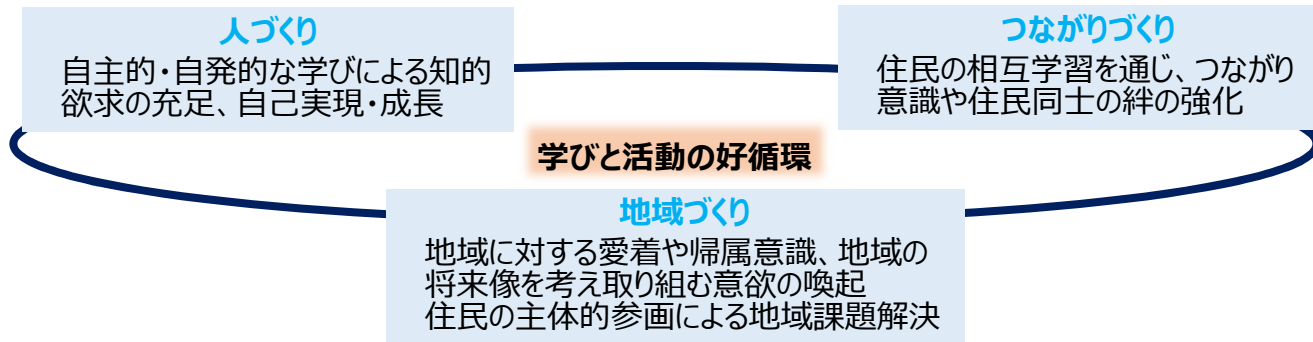 人づくり
自主的・自発的な学びによる知的
欲求の充足、自己実現・成長
つながりづくり
住民の相互学習を通じ、つながり
意識や住民同士の絆の強化
学びと活動の好循環
地域づくり
地域に対する愛着や帰属意識、地域の
将来像を考え取り組む意欲の喚起
住民の主体的参画による地域課題解決